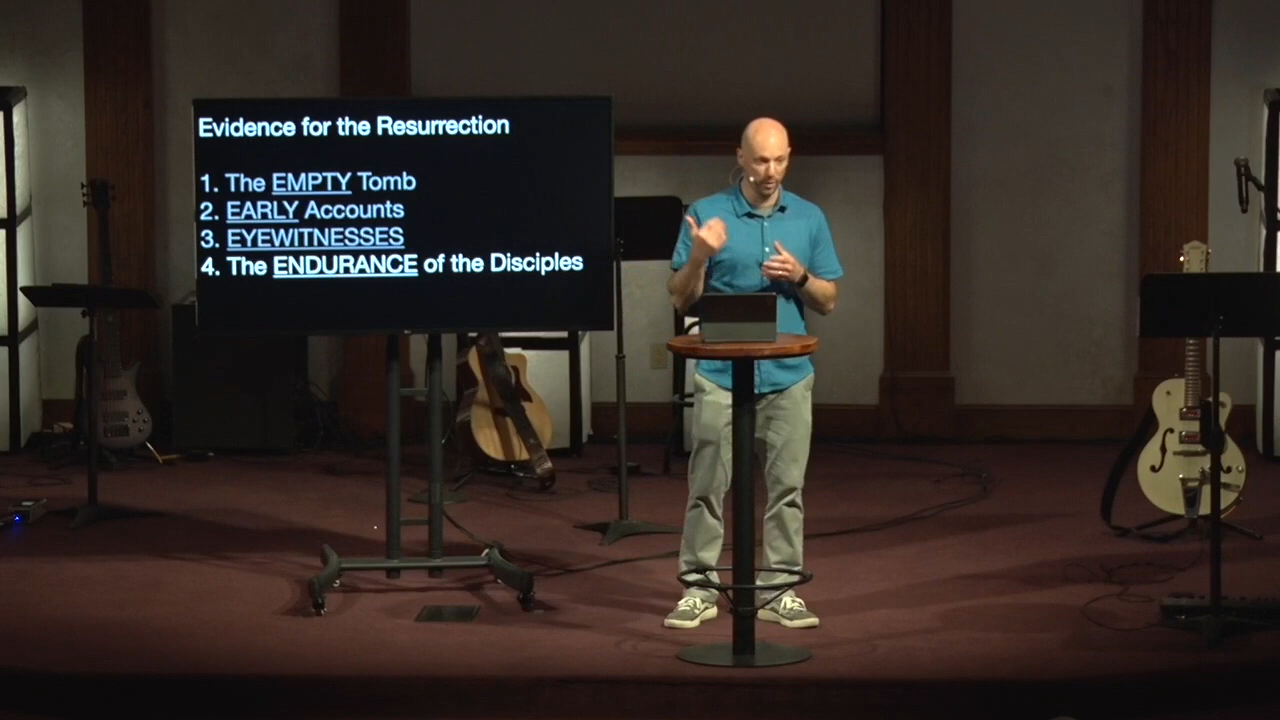 Evidence for the Resurrection
1. The EMPTY Tomb
2. EARLY Accounts
3. EYEWITNESSES
4. The ENDURANCE of the Disciples